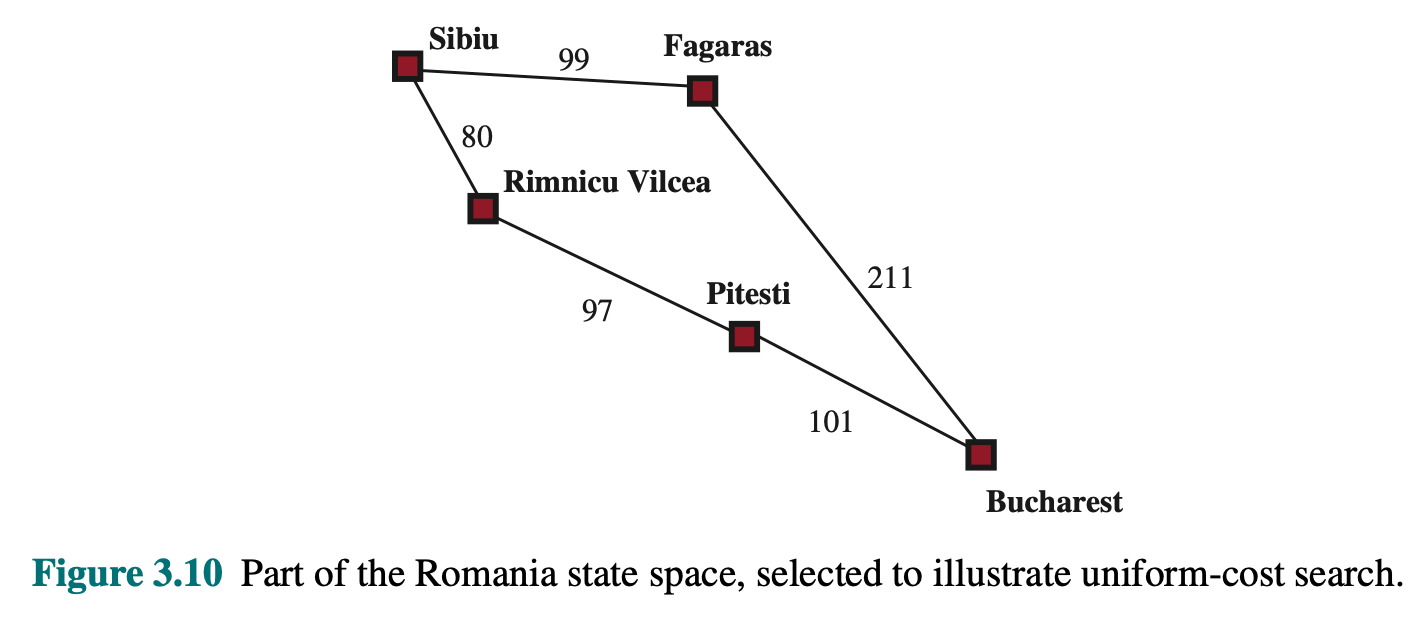 Sibiu
99
Fagaras
80
Rimnicu Vilcea
97
Pitesti
211
101
Bucharest
Figure 3.10 Part of the Romania state space, selected to illustrate uniform-cost search.